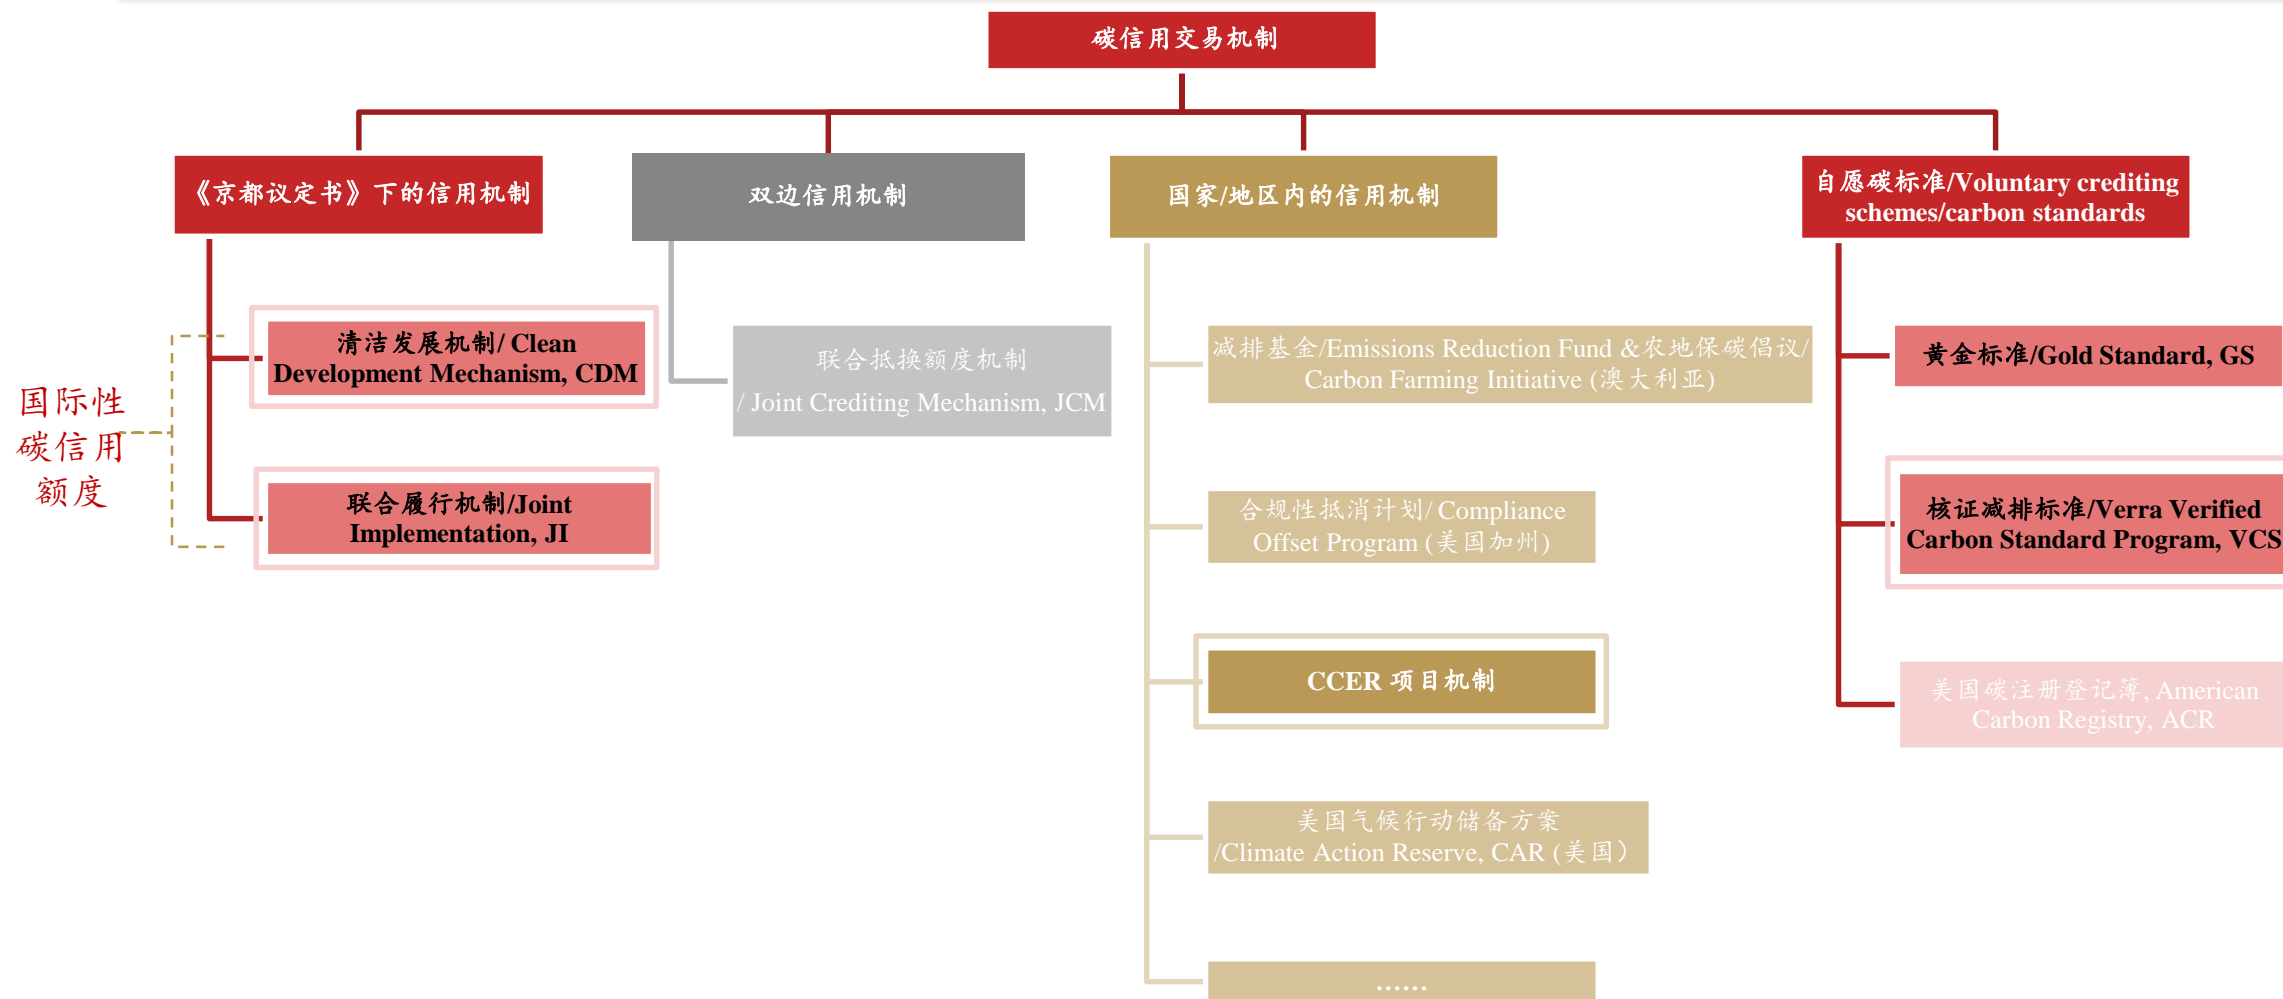 碳信用交易机制
《京都议定书》下的信用机制
双边信用机制
国家/地区内的信用机制
自愿碳标准/Voluntary crediting
schemes/carbon standards
国际性
碳信用
额度
清洁发展机制/ Clean
Development Mechanism, CDM
联合履行机制/Joint
Implementation, JI
联合抵换额度机制
/ Joint Crediting Mechanism, JCM
减排基金/Emissions Reduction Fund &农地保碳倡议/
Carbon Farming Initiative (澳大利亚)
合规性抵消计划/ Compliance
Offset Program (美国加州)
CCER 项目机制
美国气候行动储备方案
/Climate Action Reserve, CAR (美国）
……
黄金标准/Gold Standard, GS
核证减排标准/Verra Verified
Carbon Standard Program, VCS
美国碳注册登记簿, American
Carbon Registry, ACR